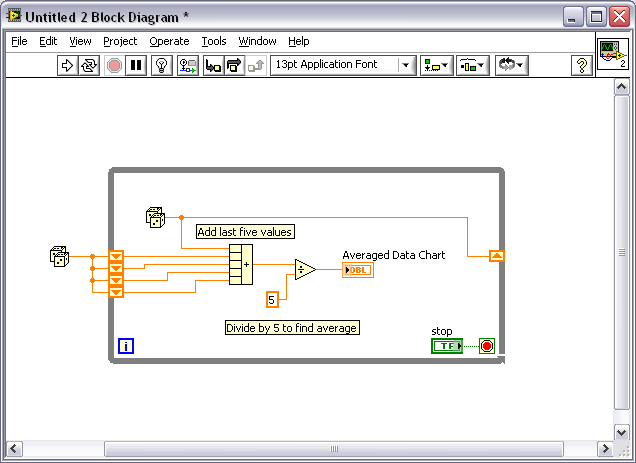 Untitled 2 Block Diagram *
File Edit View Project Operate Tools Window Help
13pt Application Font
? 2
Add last five values
+
÷
Averaged Data Chart
DBL
5
Divide by 5 to find average
stop
i
TF